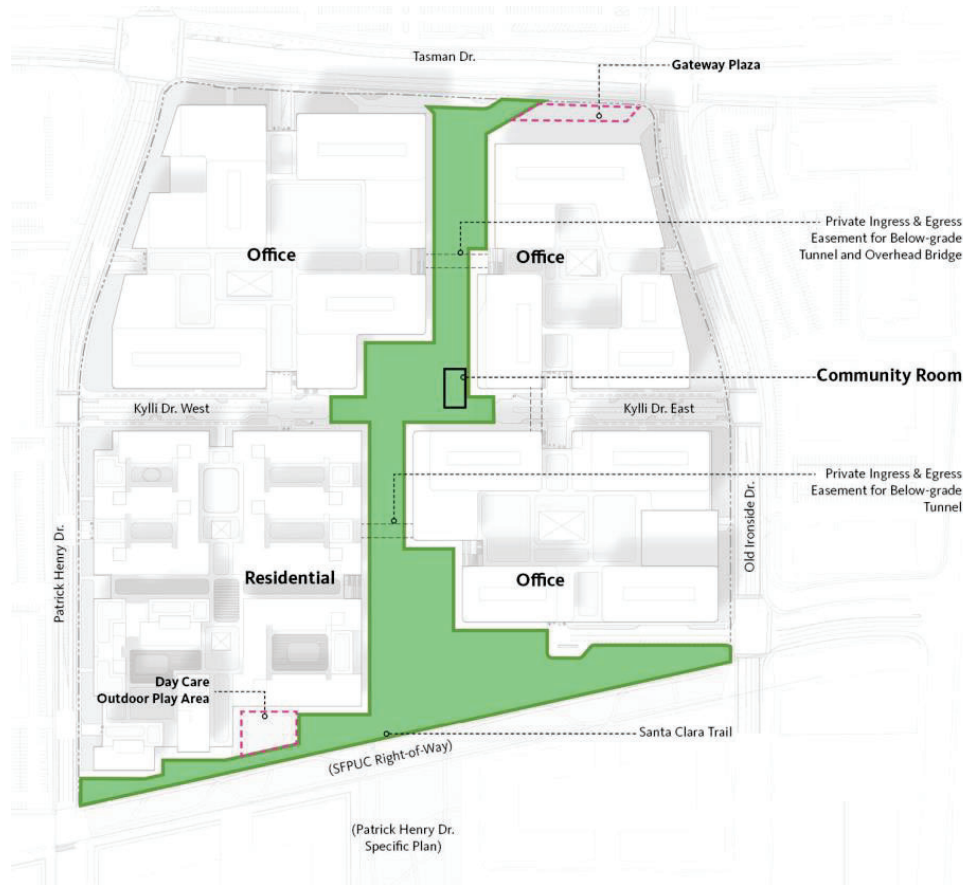 Tasman Dr.
Gateway Plaza
Private Ingress & Egress
Easement for Below-grade
Tunnel and Overhead Bridge
Office
Office
Community Room
Kylli Dr. West
Kylli Dr. East
Private Ingress & Egress
Easement for Below-grade
Tunnel
Old Ironside Dr.
Patrick Henry Dr.
Residential
Office
Day Care
Outdoor Play Area
Santa Clara Trail
(SFPUC Right-of-Way)
(Patrick Henry Dr.
Specific Plan)